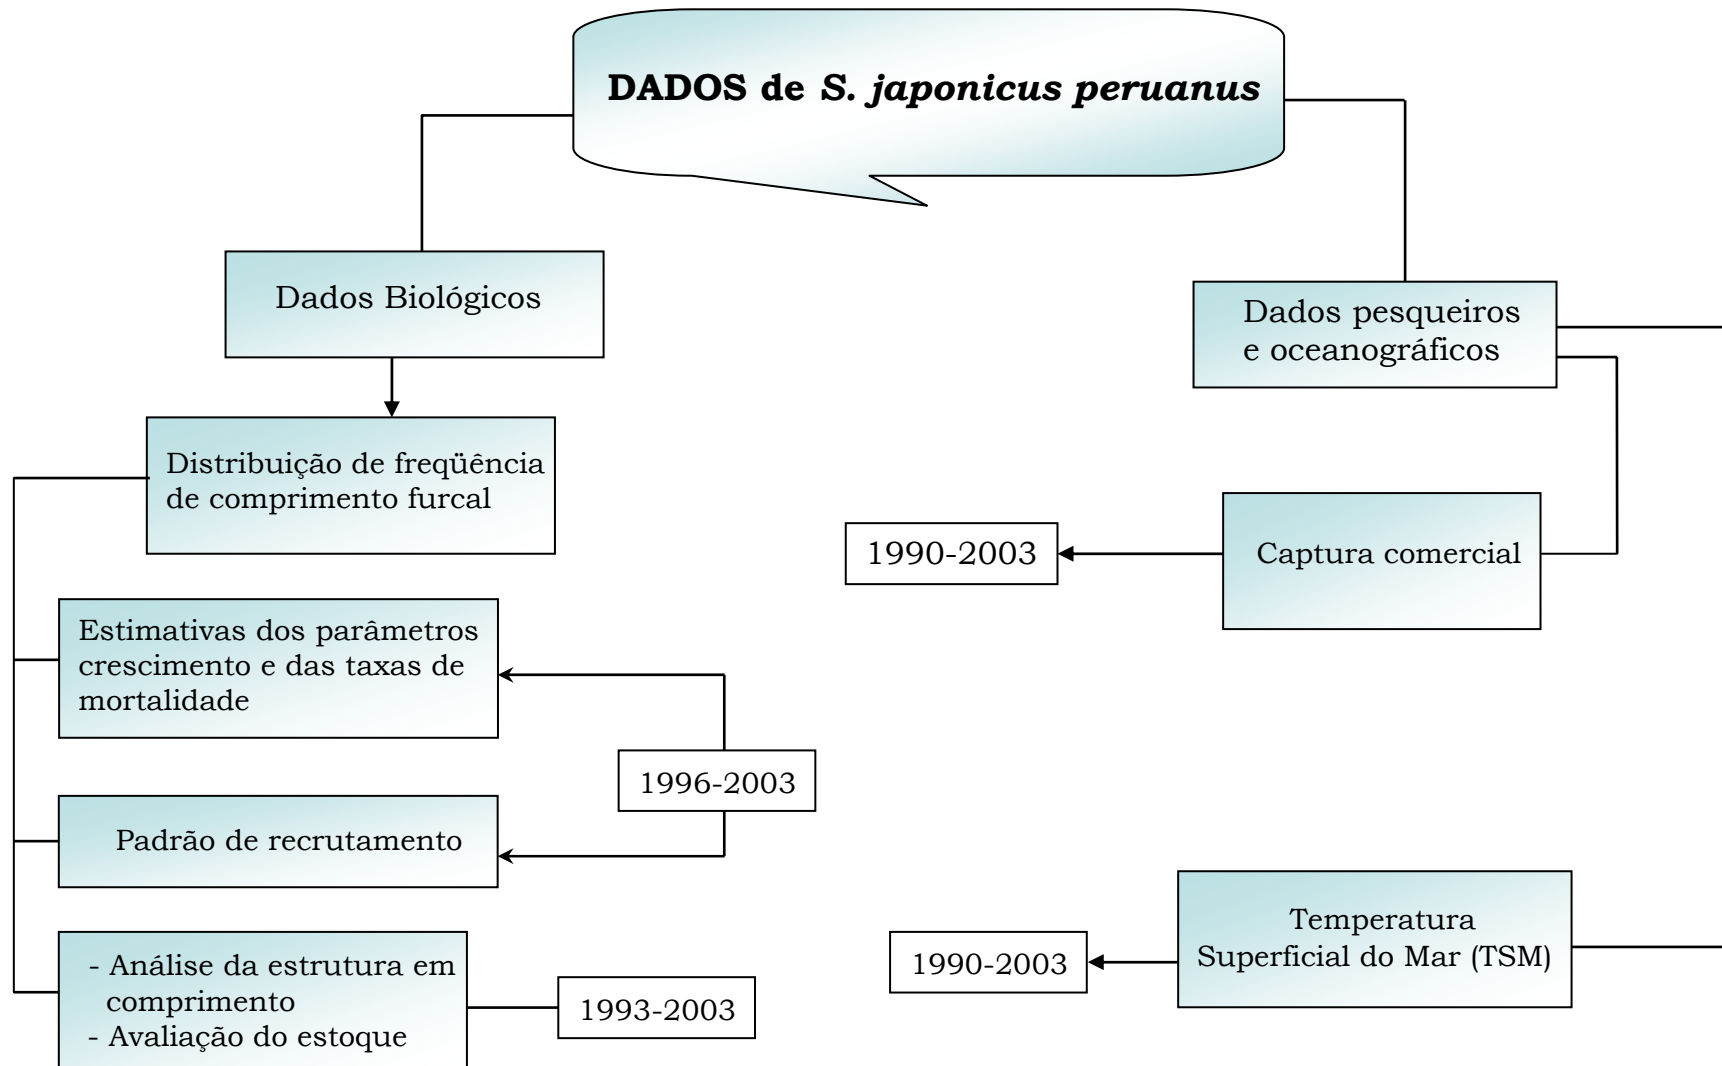 DADOS de S. japonicus peruanus
Dados Biológicos
Dados pesqueiros
e oceanográficos
Distribuição de freqüência
de comprimento furcal
1990-2003
Captura comercial
Estimativas dos parâmetros
crescimento e das taxas de
mortalidade
1996-2003
Padrão de recrutamento
Temperatura
Superficial do Mar (TSM)
1990-2003
- Análise da estrutura em
comprimento
- Avaliação do estoque
1993-2003